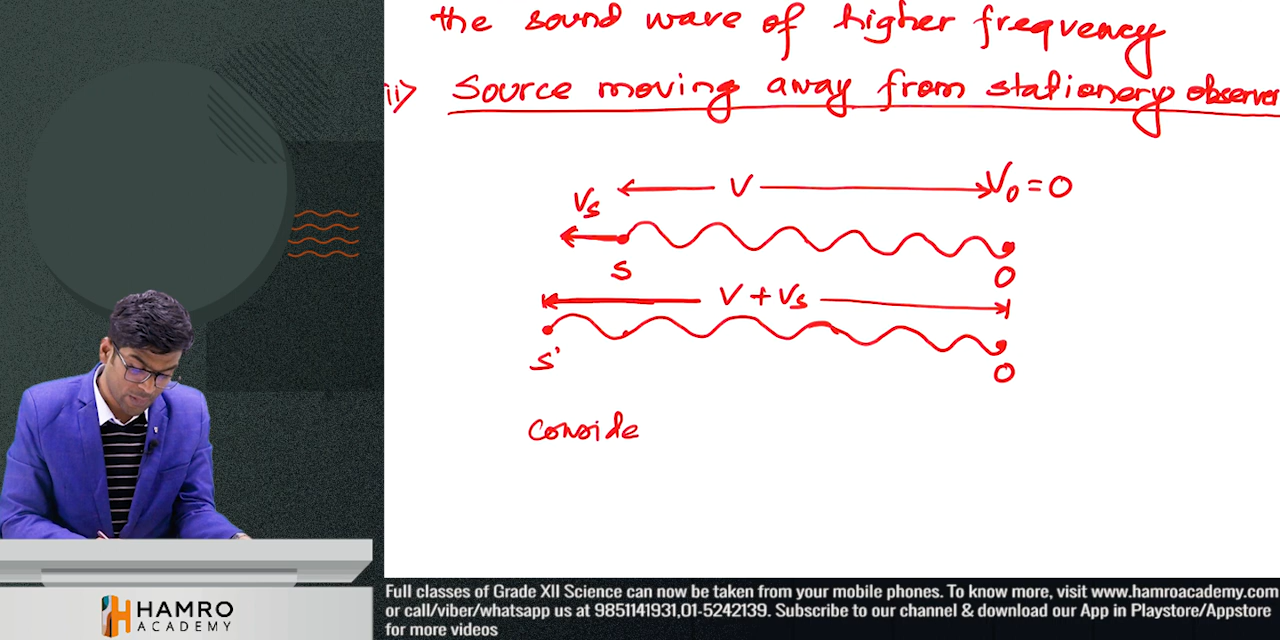 the sound wave of higher frequency
ii) Source moving away from stationery observer
V V₀=0
Vs
S O
V+Vs
S' O
conside
HAMRO
ACADEMY
Full classes of Grade XII Science can now be taken from your mobile phones. To know more, visit www.hamroacademy.com
or call/viber/whatsapp us at 9851141931,01-5242139. Subscribe to our channel & download our App in Playstore/Appstore
for more videos